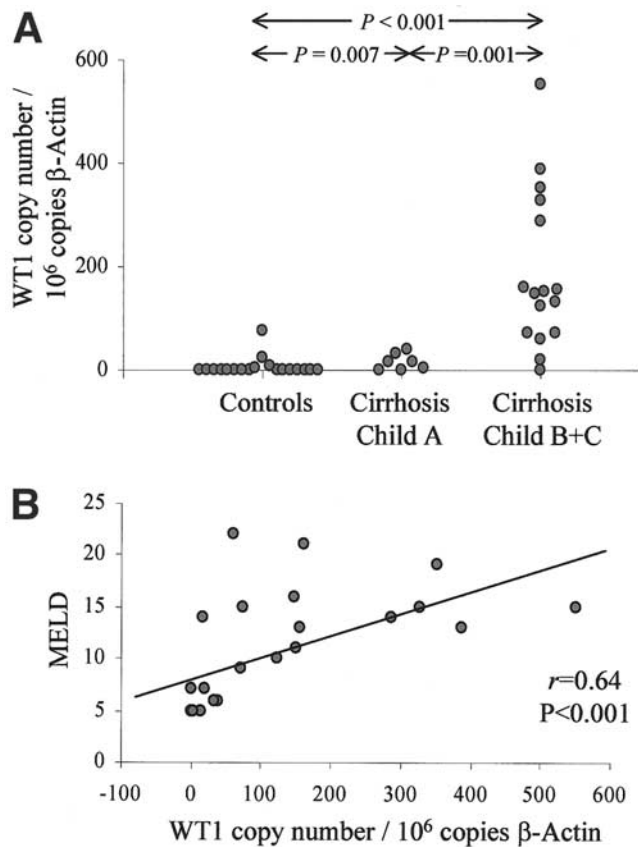 A
P < 0.001
P = 0.007
P =0.001
WT1 copy number /
10⁶ copies β-Actin
600
400
200
0
Controls
Cirrhosis
Child A
Cirrhosis
Child B+C
B
MELD
25
20
15
10
5
0
r=0.64
P<0.001
-100 0 100 200 300 400 500 600
WT1 copy number / 10⁶ copies β-Actin